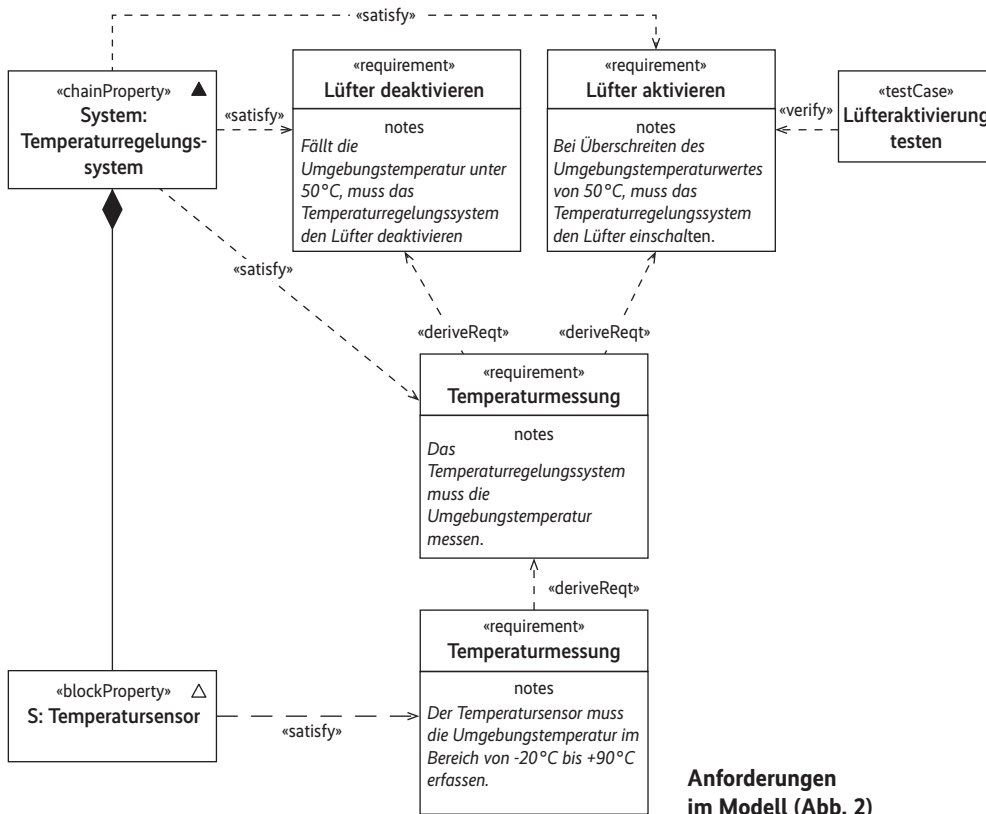 «satisfy»
«chainProperty»
System:
Temperaturregelungs-
system
«satisfy»
«requirement»
Lüfter deaktivieren
notes
Fällt die
Umgebungstemperatur unter
50°C, muss das
Temperaturregelungssystem
den Lüfter deaktivieren
«requirement»
Lüfter aktivieren
notes
Bei Überschreiten des
Umgebungstemperaturwertes
von 50°C, muss das
Temperaturregelungssystem
den Lüfter einschalten.
«verify»
«testCase»
Lüfteraktivierung
testen
«satisfy»
«deriveReqt»
«deriveReqt»
«requirement»
Temperaturmessung
notes
Das
Temperaturregelungssystem
muss die
Umgebungstemperatur
messen.
«deriveReqt»
«blockProperty»
S: Temperatursensor
«satisfy»
«requirement»
Temperaturmessung
notes
Der Temperatursensor muss
die Umgebungstemperatur im
Bereich von -20°C bis +90°C
erfassen.
Anforderungen
im Modell (Abb. 2)